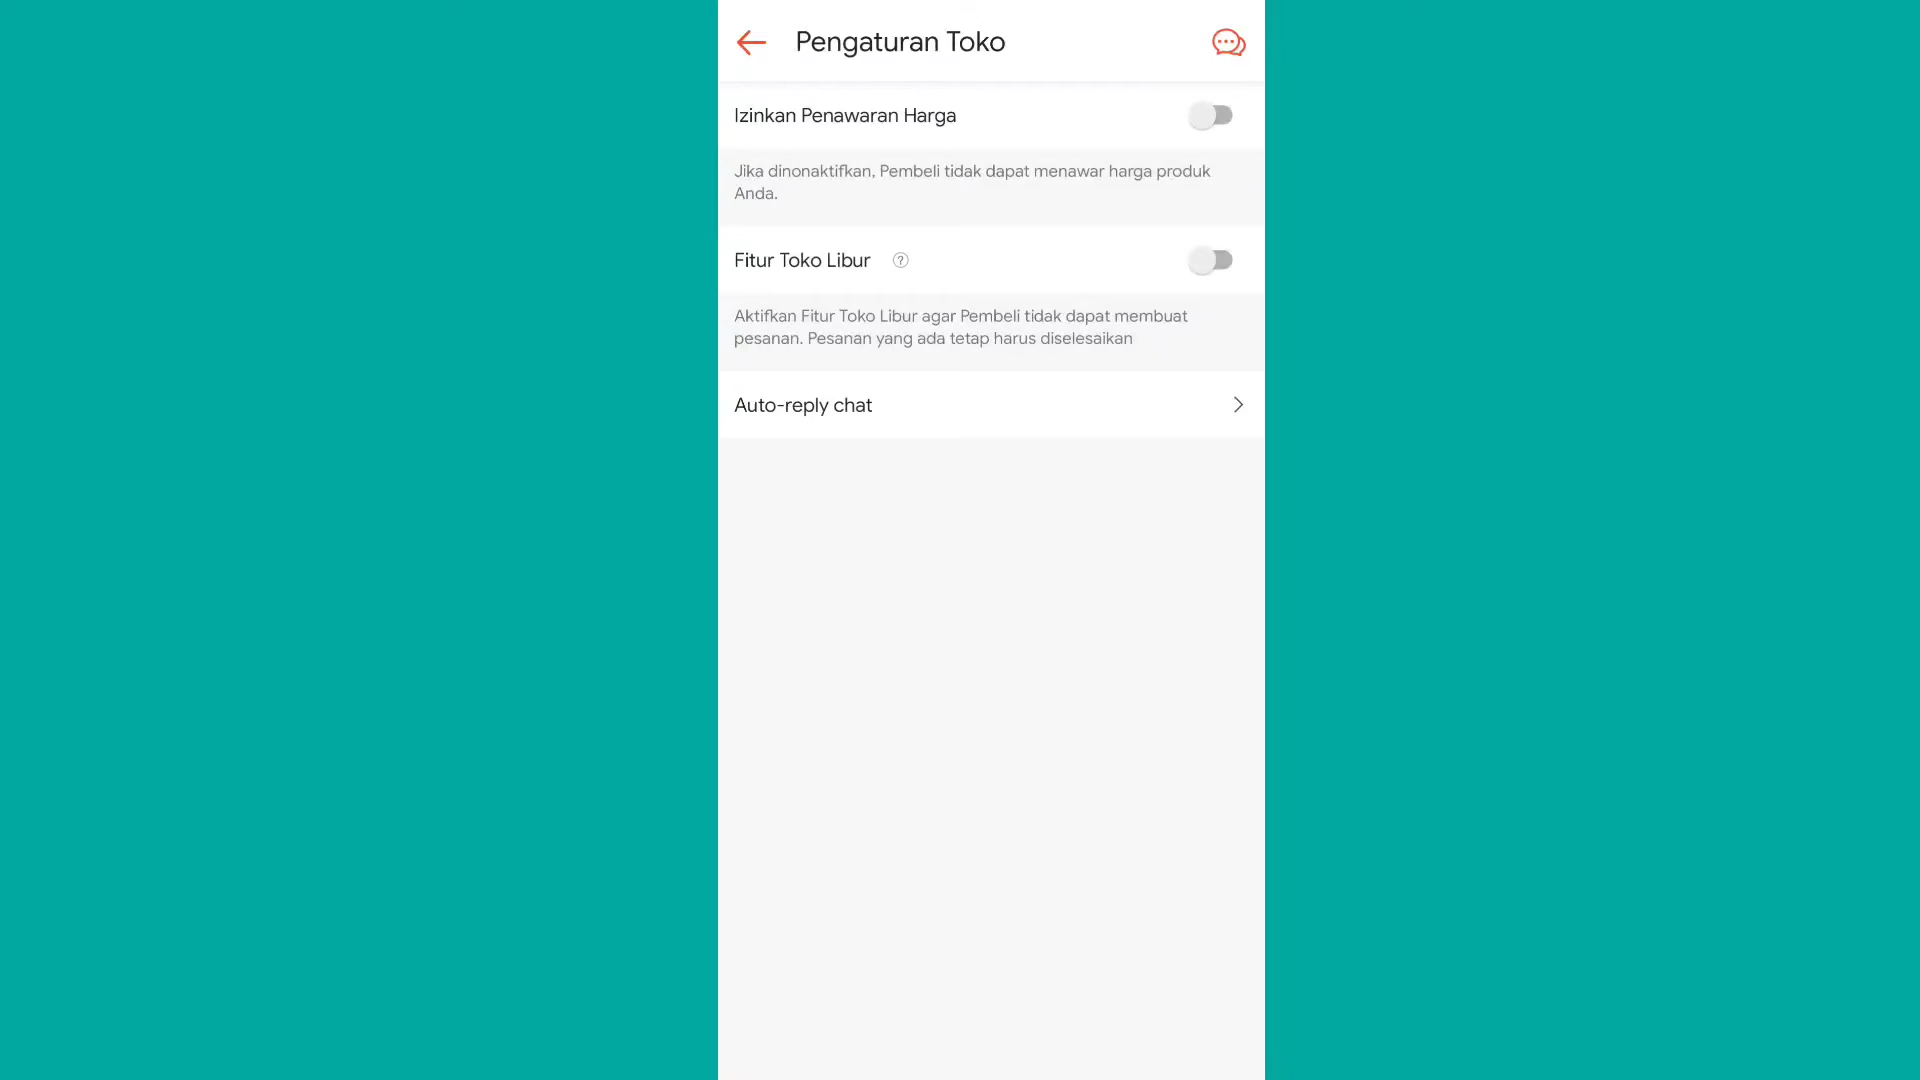 Pengaturan Toko
Izinkan Penawaran Harga
Jika dinonaktifkan, Pembeli tidak dapat menawar harga produk
Anda.
Fitur Toko Libur ?
Aktifkan Fitur Toko Libur agar Pembeli tidak dapat membuat
pesanan. Pesanan yang ada tetap harus diselesaikan
Auto-reply chat